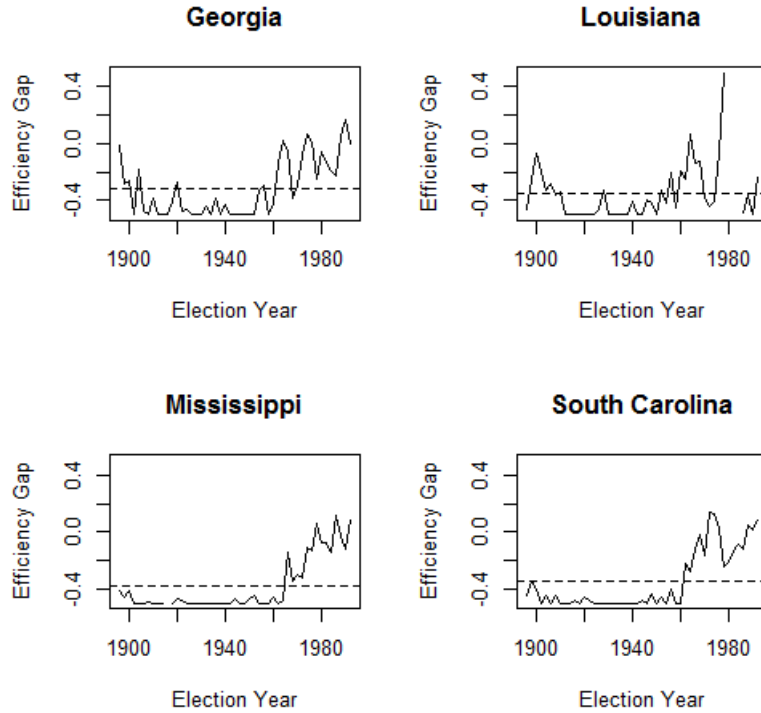 Georgia
Efficiency Gap
-0.4 0.0 0.4
1900 1940 1980
Election Year
Louisiana
Efficiency Gap
-0.4 0.0 0.4
1900 1940 1980
Election Year
Mississippi
Efficiency Gap
-0.4 0.0 0.4
1900 1940 1980
Election Year
South Carolina
Efficiency Gap
-0.4 0.0 0.4
1900 1940 1980
Election Year